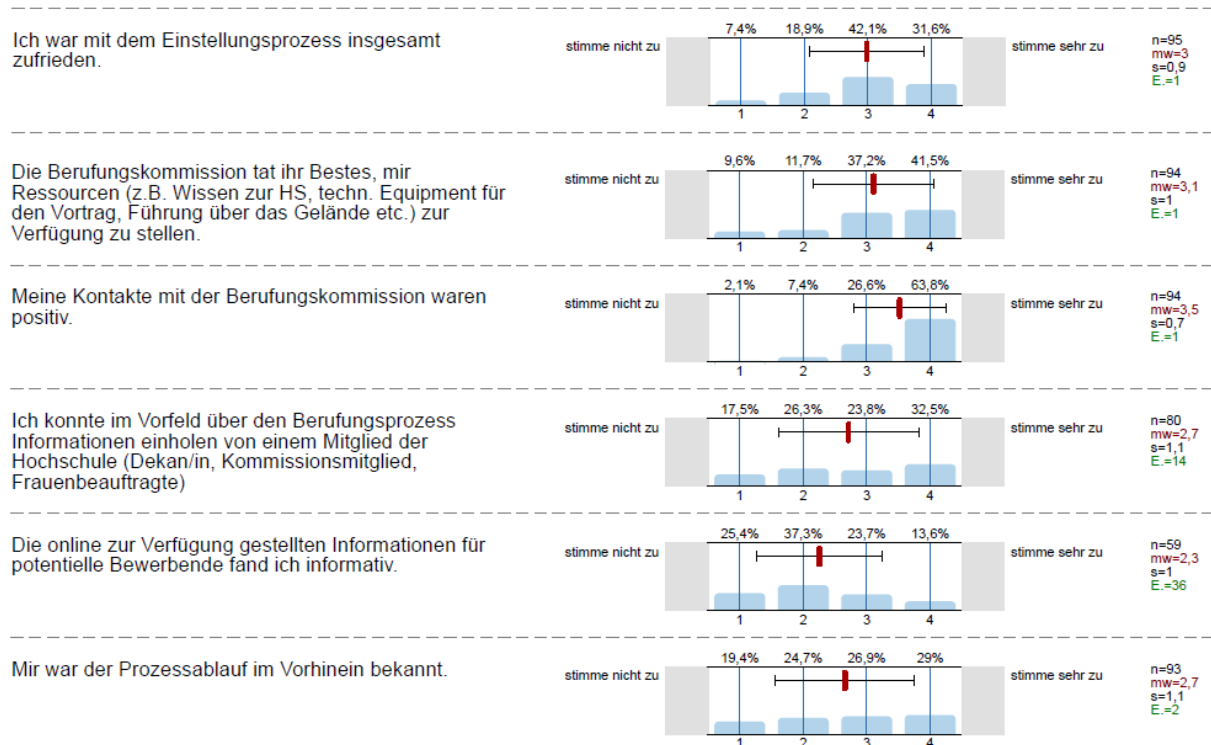 Ich war mit dem Einstellungsprozess insgesamt
zufrieden.
stimme nicht zu
7,4% 18,9% 42,1% 31,6%
1 2 3 4
stimme sehr zu
n=95
mw=3
s=0,9
E.=1
Die Berufungskommission tat ihr Bestes, mir
Ressourcen (z.B. Wissen zur HS, techn. Equipment für
den Vortrag, Führung über das Gelände etc.) zur
Verfügung zu stellen.
stimme nicht zu
9,6% 11,7% 37,2% 41,5%
1 2 3 4
stimme sehr zu
n=94
mw=3,1
s=1
E.=1
Meine Kontakte mit der Berufungskommission waren
positiv.
stimme nicht zu
2,1% 7,4% 26,6% 63,8%
1 2 3 4
stimme sehr zu
n=94
mw=3,5
s=0,7
E.=1
Ich konnte im Vorfeld über den Berufungsprozess
Informationen einholen von einem Mitglied der
Hochschule (Dekan/in, Kommissionsmitglied,
Frauenbeauftragte)
stimme nicht zu
17,5% 26,3% 23,8% 32,5%
1 2 3 4
stimme sehr zu
n=80
mw=2,7
s=1,1
E.=14
Die online zur Verfügung gestellten Informationen für
potentielle Bewerbende fand ich informativ.
stimme nicht zu
25,4% 37,3% 23,7% 13,6%
1 2 3 4
stimme sehr zu
n=59
mw=2,3
s=1
E.=36
Mir war der Prozessablauf im Vorhinein bekannt.
stimme nicht zu
19,4% 24,7% 26,9% 29%
1 2 3 4
stimme sehr zu
n=93
mw=2,7
s=1,1
E.=2